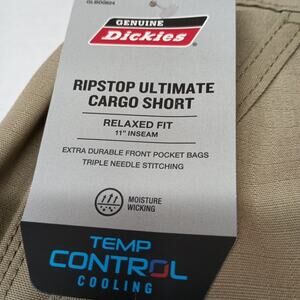 GENUINE
Dickies
RIPSTOP ULTIMATE
CARGO SHORT
RELAXED FIT
11" INSEAM
EXTRA DURABLE FRONT POCKET BAGS
TRIPLE NEEDLE STITCHING
MOISTURE
WICKING
TEMP
CONTROL
COOLING